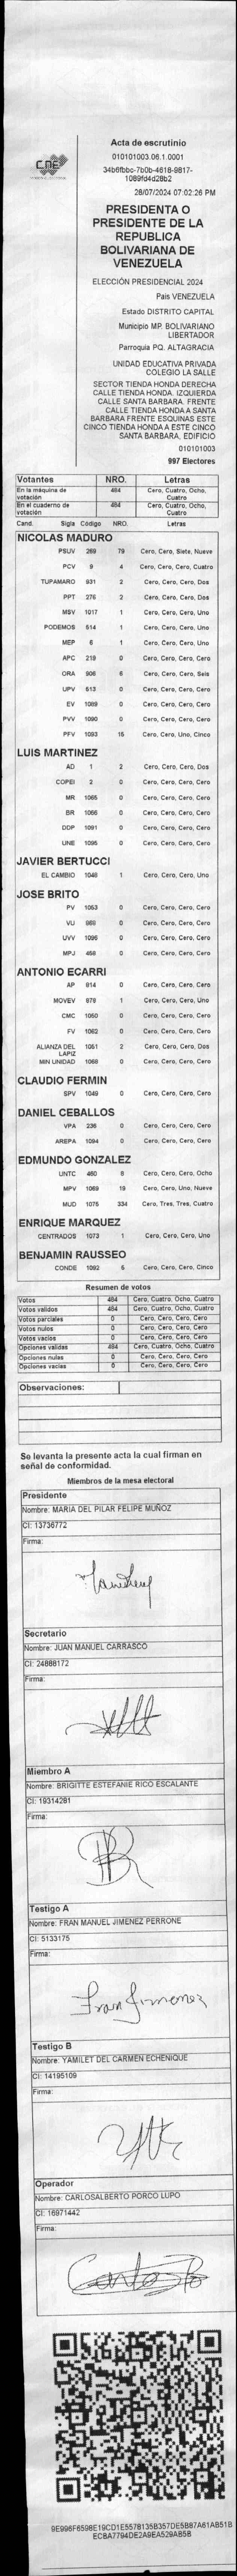 CNE
Acta de escrutinio
010101003.06.1.0001
34b6fbbc-7b0b-4618-9817-
1089fd4d28b2
28/07/2024 07:02:26 PM
PRESIDENTA O
PRESIDENTE DE LA
REPUBLICA
BOLIVARIANA DE
VENEZUELA
ELECCIÓN PRESIDENCIAL 2024
Pais VENEZUELA
Estado DISTRITO CAPITAL
Municipio MP. BOLIVARIANO
LIBERTADOR
Parroquia PQ. ALTAGRACIA
UNIDAD EDUCATIVA PRIVADA
COLEGIO LA SALLE
SECTOR TIENDA HONDA DERECHA
CALLE TIENDA HONDA. IZQUIERDA
CALLE SANTA BARBARA. FRENTE
CALLE TIENDA HONDA A SANTA
BARBARA FRENTE ESQUINAS ESTE
CINCO TIENDA HONDA A ESTE CINCO
SANTA BARBARA, EDIFICIO
010101003
997 Electores
Votantes NRO. Letras
En la máquina de votación 484 Cero, Cuatro, Ocho, Cuatro
En el cuaderno de votación 484 Cero, Cuatro, Ocho, Cuatro
Cand. Sigla Código NRO. Letras
NICOLAS MADURO
PSUV 269 79 Cero, Cero, Siete, Nueve
PCV 9 4 Cero, Cero, Cero, Cuatro
TUPAMARO 931 2 Cero, Cero, Cero, Dos
PPT 276 2 Cero, Cero, Cero, Dos
MSV 1017 1 Cero, Cero, Cero, Uno
PODEMOS 514 1 Cero, Cero, Cero, Uno
MEP 6 1 Cero, Cero, Cero, Uno
APC 219 0 Cero, Cero, Cero, Cero
ORA 906 6 Cero, Cero, Cero, Seis
UPV 613 0 Cero, Cero, Cero, Cero
EV 1089 0 Cero, Cero, Cero, Cero
PVV 1090 0 Cero, Cero, Cero, Cero
PFV 1093 15 Cero, Cero, Uno, Cinco
LUIS MARTINEZ
AD 1 2 Cero, Cero, Cero, Dos
COPEI 2 0 Cero, Cero, Cero, Cero
MR 1065 0 Cero, Cero, Cero, Cero
BR 1066 0 Cero, Cero, Cero, Cero
DDP 1091 0 Cero, Cero, Cero, Cero
UNE 1095 0 Cero, Cero, Cero, Cero
JAVIER BERTUCCI
EL CAMBIO 1048 1 Cero, Cero, Cero, Uno
JOSE BRITO
PV 1053 0 Cero, Cero, Cero, Cero
VU 0 Cero, Cero, Cero, Cero
UVV 1096 0 Cero, Cero, Cero, Cero
MPJ 0 Cero, Cero, Cero, Cero
ANTONIO ECARRI
AP 814 0 Cero, Cero, Cero, Cero
MOVEV 978 1 Cero, Cero, Cero, Uno
CMC 1050 0 Cero, Cero, Cero, Cero
FV 1062 0 Cero, Cero, Cero, Cero
ALIANZA DEL LAPIZ 1051 2 Cero, Cero, Cero, Dos
MIN UNIDAD 1068 0 Cero, Cero, Cero, Cero
CLAUDIO FERMIN
SPV 1049 0 Cero, Cero, Cero, Cero
DANIEL CEBALLOS
VPA 236 0 Cero, Cero, Cero, Cero
AREPA 1094 0 Cero, Cero, Cero, Cero
EDMUNDO GONZALEZ
UNTC 460 8 Cero, Cero, Cero, Ocho
MPV 1069 19 Cero, Cero, Uno, Nueve
MUD 1075 334 Cero, Tres, Tres, Cuatro
ENRIQUE MARQUEZ
CENTRADOS 1073 1 Cero, Cero, Cero, Uno
BENJAMIN RAUSSEO
CONDE 1092 5 Cero, Cero, Cero, Cinco
Resumen de votos
Votos 484 Cero, Cuatro, Ocho, Cuatro
Votos validos 484 Cero, Cuatro, Ocho, Cuatro
Votos parciales 0 Cero, Cero, Cero, Cero
Votos nulos 0 Cero, Cero, Cero, Cero
Votos vacios 0 Cero, Cero, Cero, Cero
Opciones validas 484 Cero, Cuatro, Ocho, Cuatro
Opciones nulas 0 Cero, Cero, Cero, Cero
Opciones vacias 0 Cero, Cero, Cero, Cero
Observaciones:
Se levanta la presente acta la cual firman en
señal de conformidad.
Miembros de la mesa electoral
Presidente
Nombre: MARIA DEL PILAR FELIPE MUÑOZ
CI: 13736772
Firma:
Secretario
Nombre: JUAN MANUEL CARRASCO
CI: 24888172
Firma:
Miembro A
Nombre: BRIGITTE ESTEFANIE RICO ESCALANTE
CI: 19314281
Firma:
Testigo A
Nombre: FRAN MANUEL JIMENEZ PERRONE
CI: 5133175
Firma:
Fran Jimenez
Testigo B
Nombre: YAMILET DEL CARMEN ECHENIQUE
CI: 14195109
Firma:
Operador
Nombre: CARLOSALBERTO PORCO LUPO
CI: 16971442
Firma:
9E996F6598E19CD1E5578135B357DE5B87A61AB51B
ECBA7794DE2A9EA529AB5B